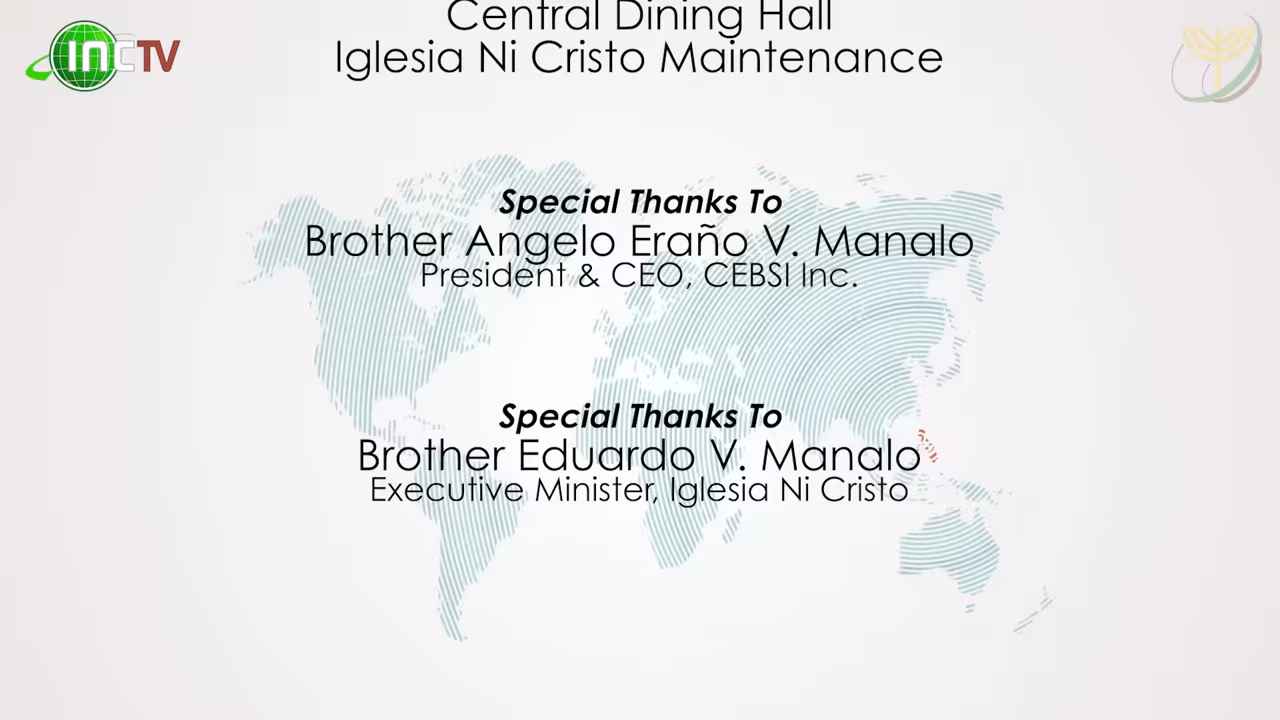 Central Dining Hall
Iglesia Ni Cristo Maintenance
INCTV
Special Thanks To
Brother Angelo Eraño V. Manalo
President & CEO, CEBSI Inc.
Special Thanks To
Brother Eduardo V. Manalo
Executive Minister, Iglesia Ni Cristo